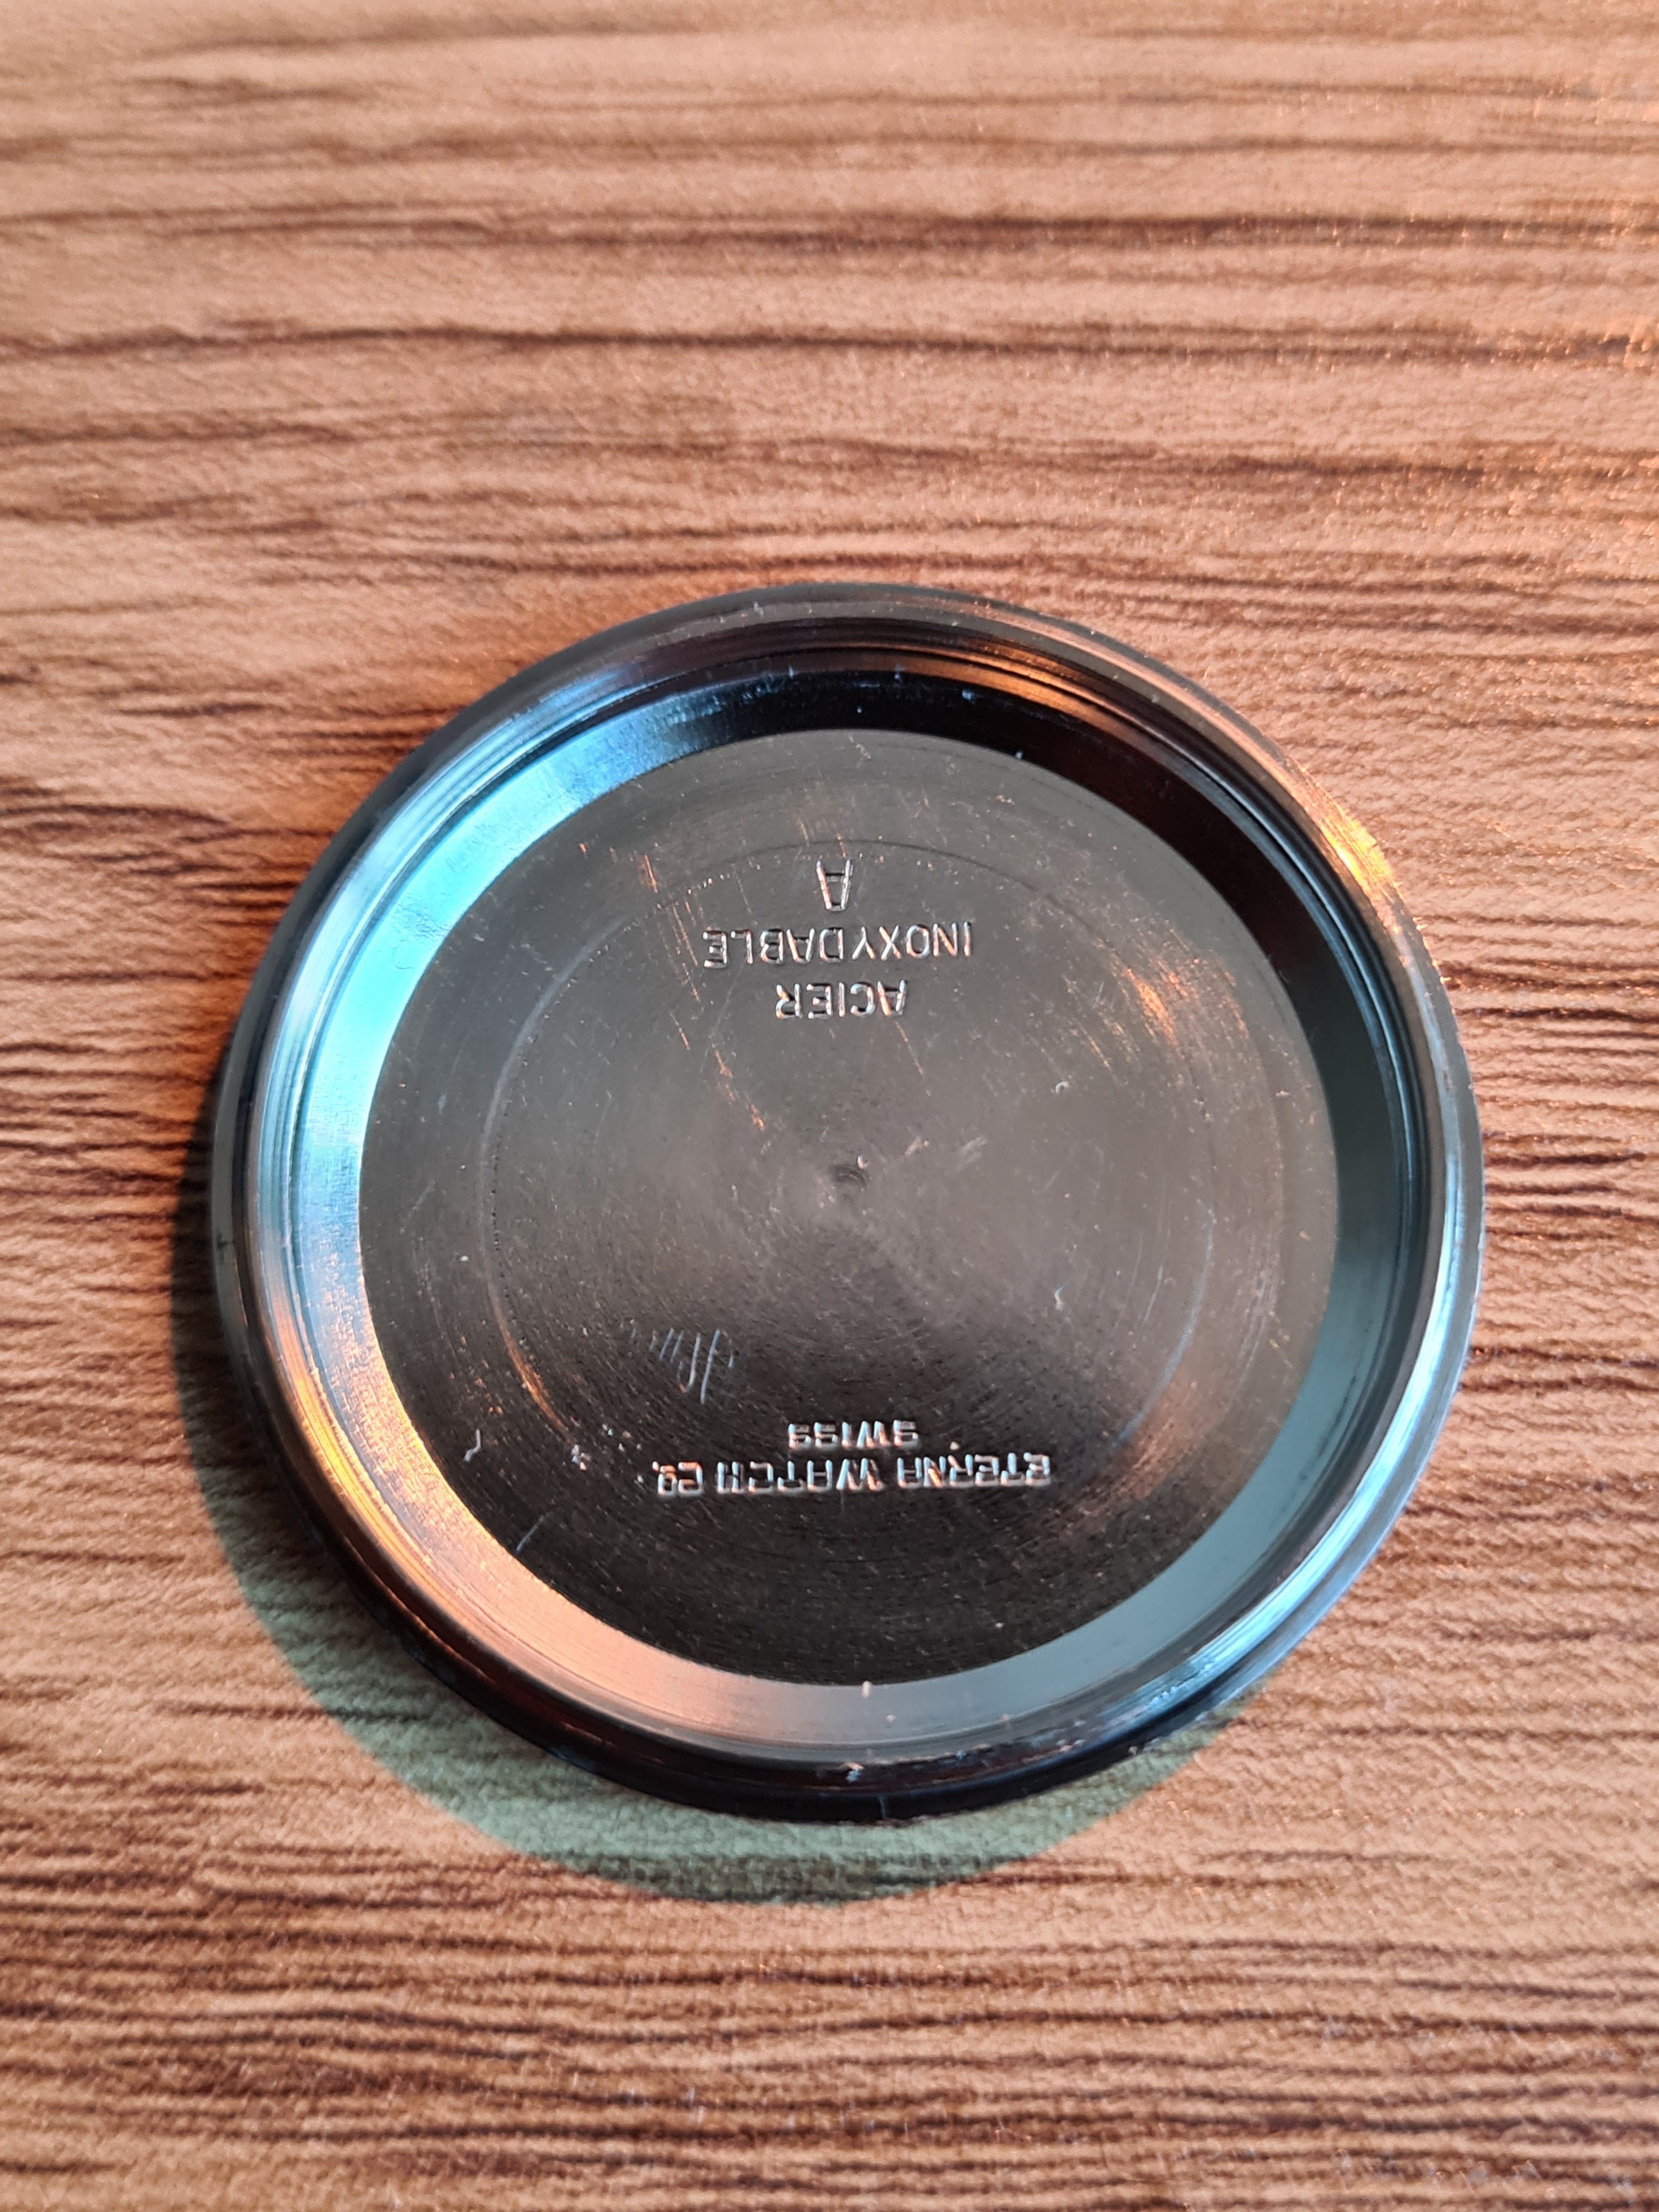 ETERNA WATCH CO.
SWISS
ACIER
INOXYDABLE
A